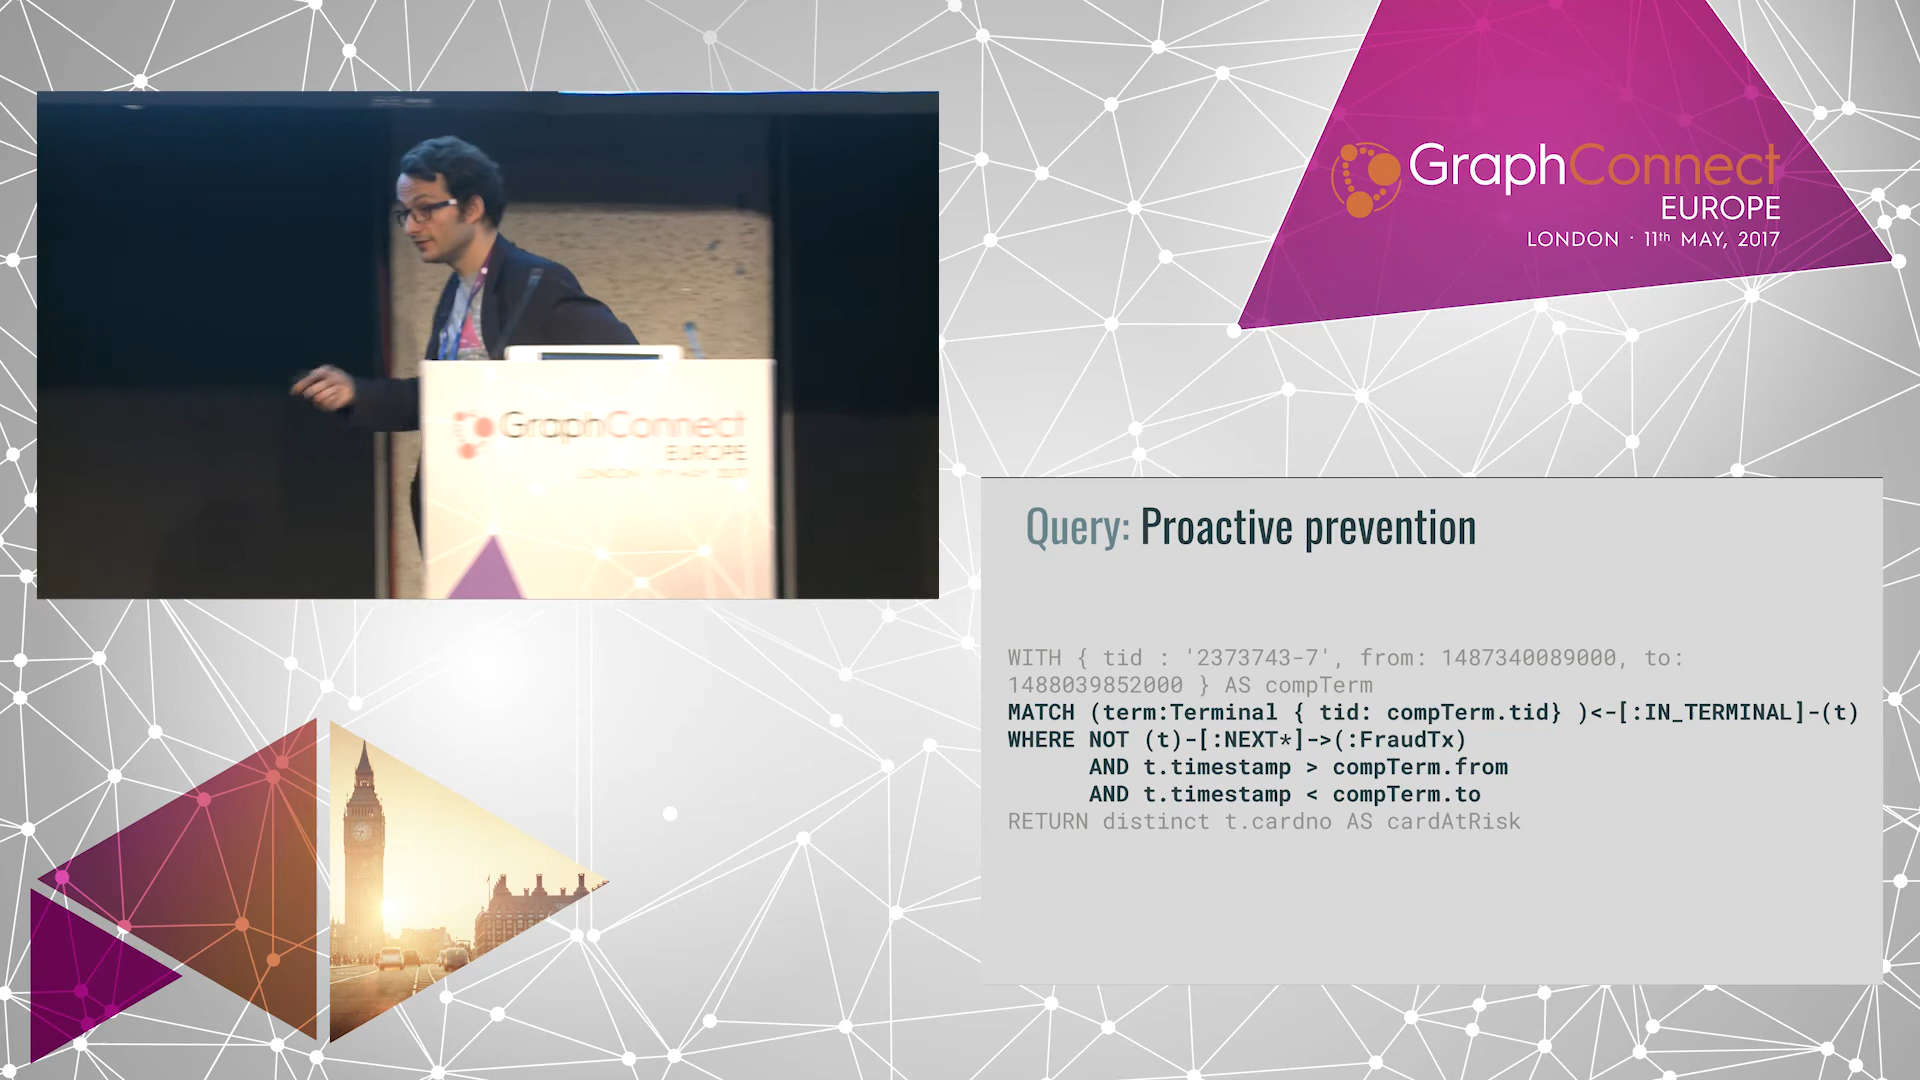 GraphConnect
EUROPE
LONDON · 11th MAY, 2017
GraphConnect
EUROPE
Query: Proactive prevention
WITH { tid : '2373743-7', from: 1487340089000, to:
1488039852000 } AS compTerm
MATCH (term:Terminal { tid: compTerm.tid} )<-[:IN_TERMINAL]-(t)
WHERE NOT (t)-[:NEXT*]->(:FraudTx)
AND t.timestamp > compTerm.from
AND t.timestamp < compTerm.to
RETURN distinct t.cardno AS cardAtRisk